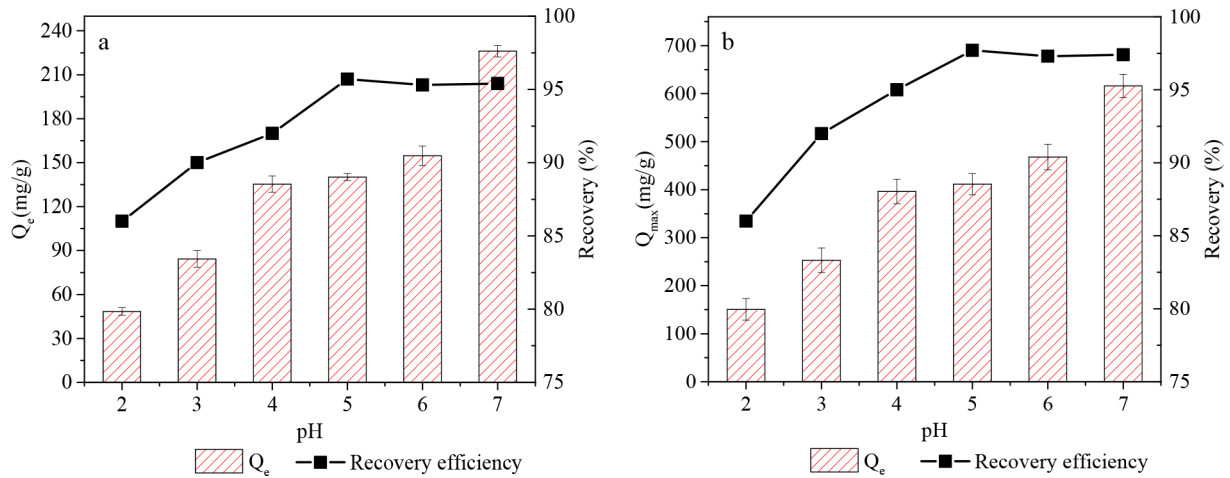 a
240
210
180
150
120
90
60
30
0
Qe(mg/g)
100
95
90
85
80
75
Recovery (%)
2 3 4 5 6 7
pH
Qe Recovery efficiency
b
700
600
500
400
300
200
100
0
Qmax(mg/g)
100
95
90
85
80
75
Recovery (%)
2 3 4 5 6 7
pH
Qe Recovery efficiency